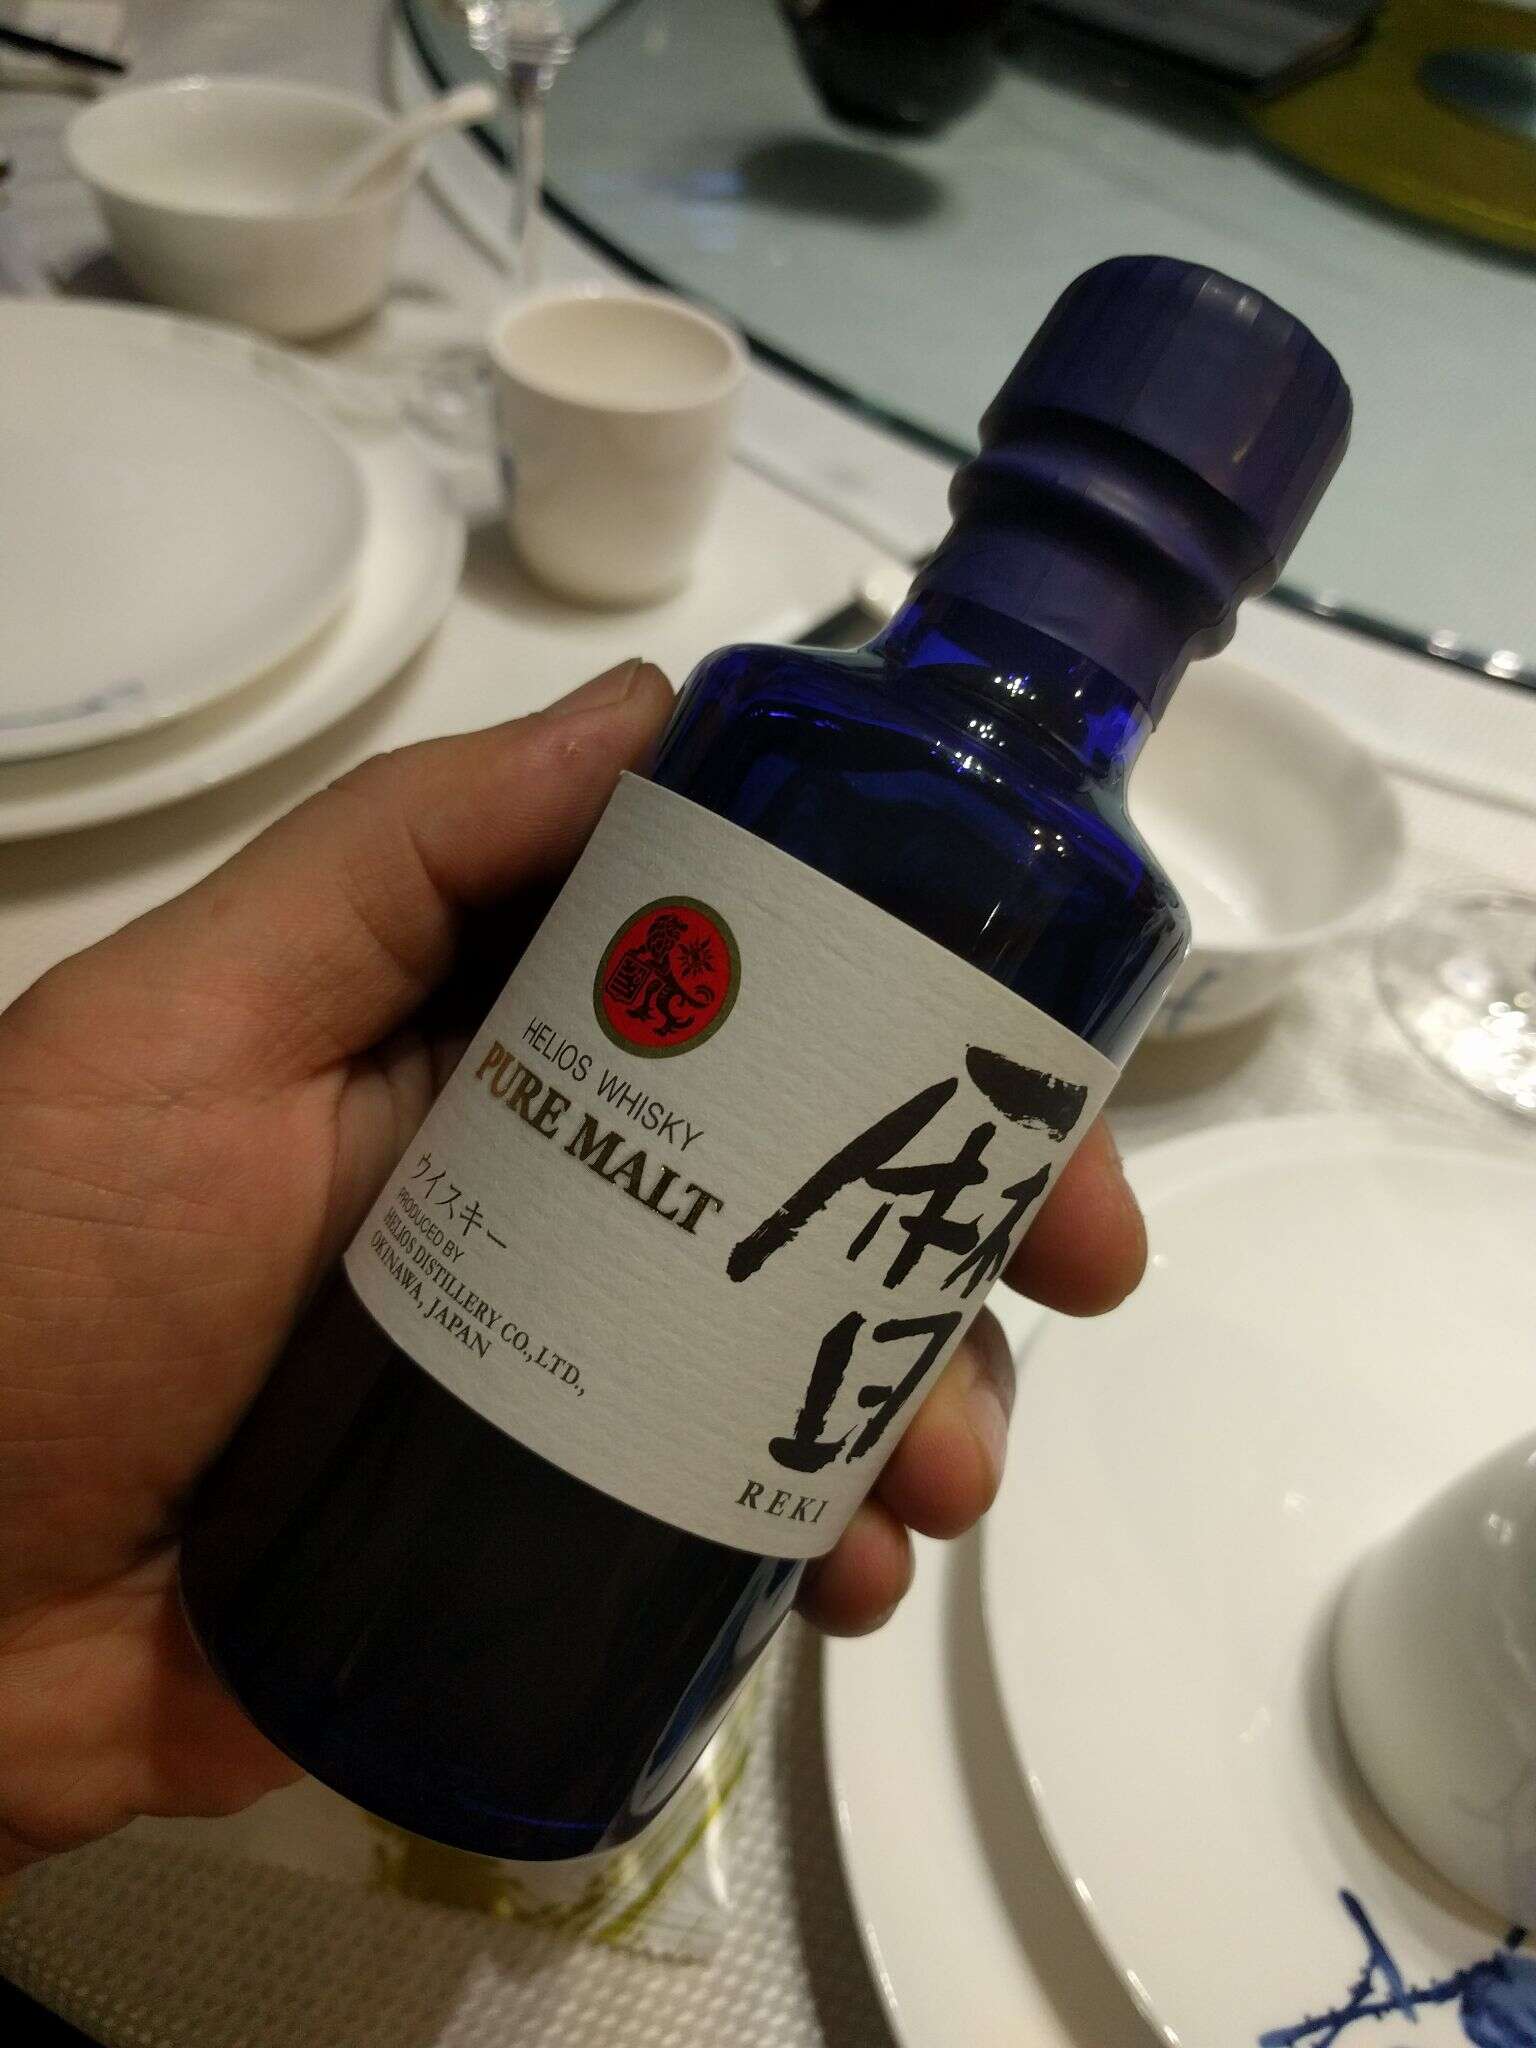 HELIOS WHISKY
PURE MALT
ウイスキー
PRODUCED BY
HELIOS DISTILLERY CO.,LTD.,
OKINAWA, JAPAN
暦
REKI